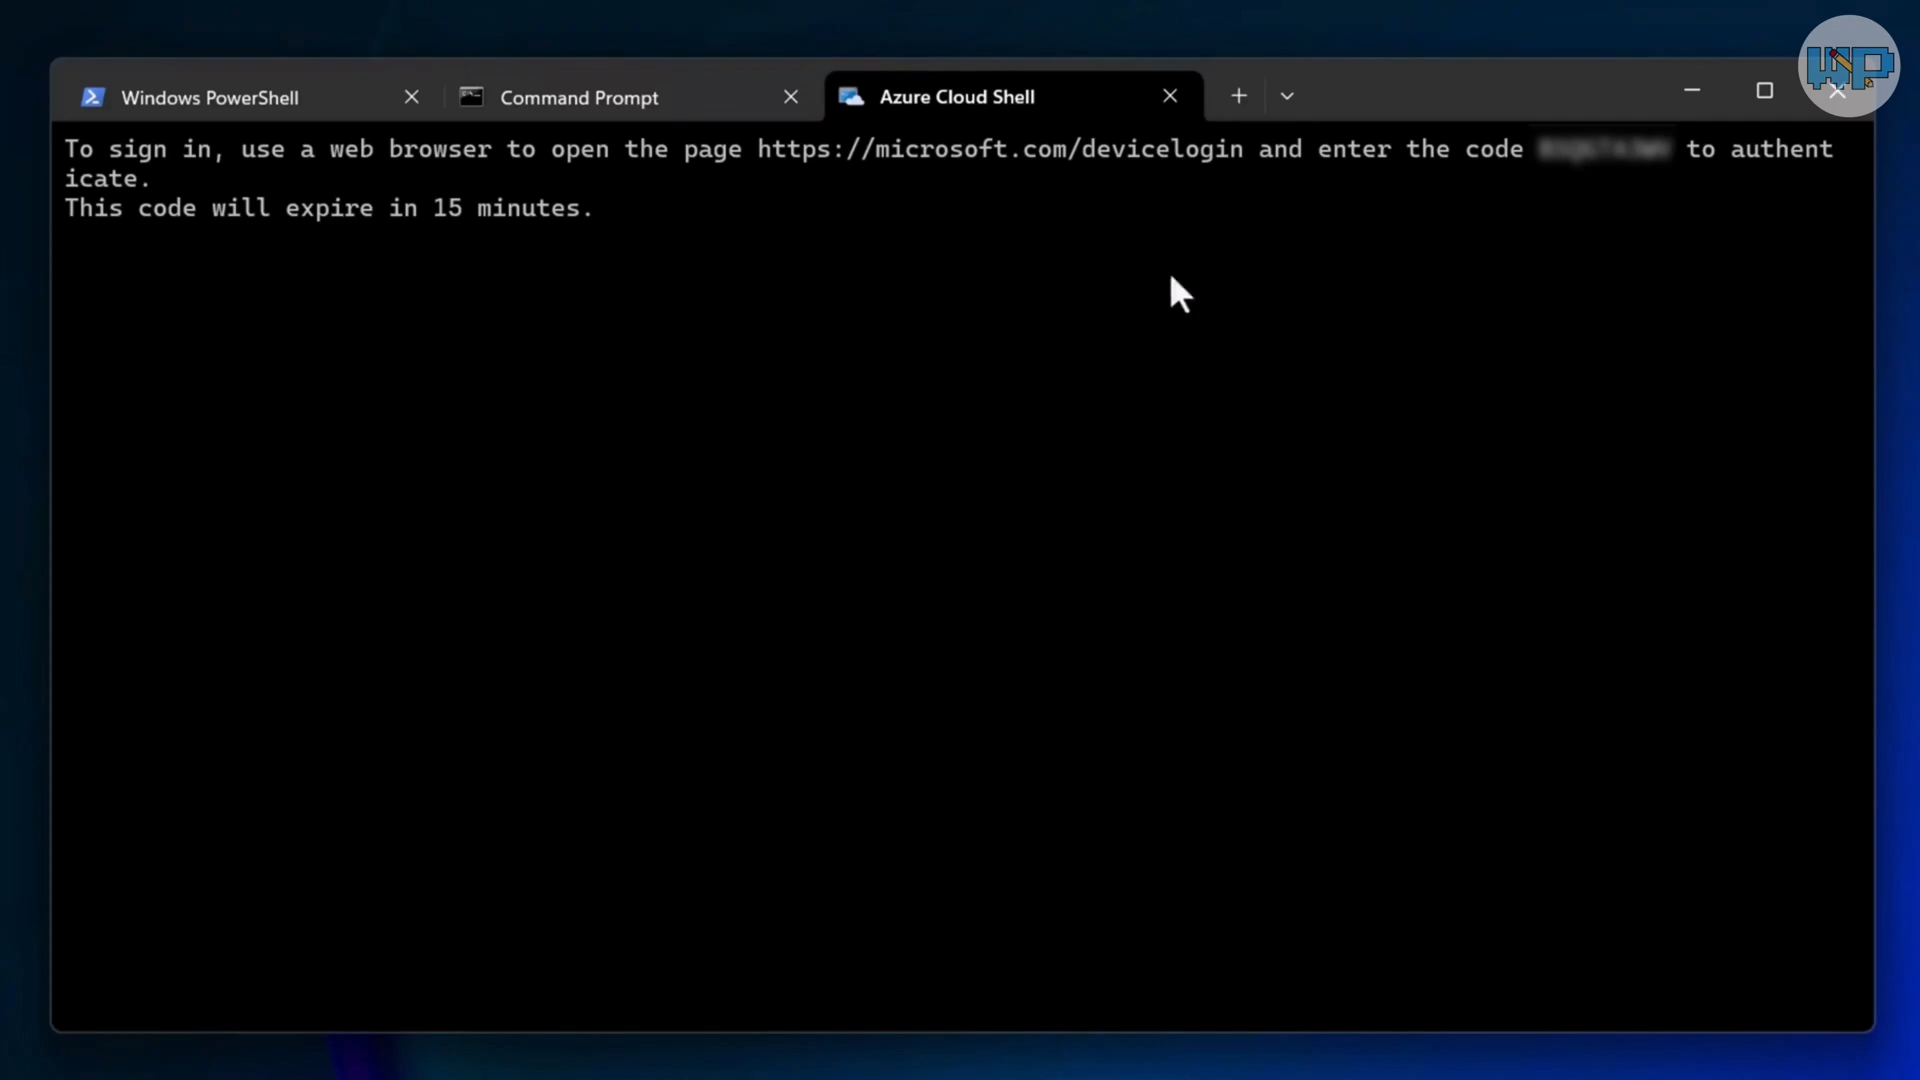 WP
Windows PowerShell
Command Prompt
Azure Cloud Shell
To sign in, use a web browser to open the page https://microsoft.com/devicelogin and enter the code to authent
icate.
This code will expire in 15 minutes.